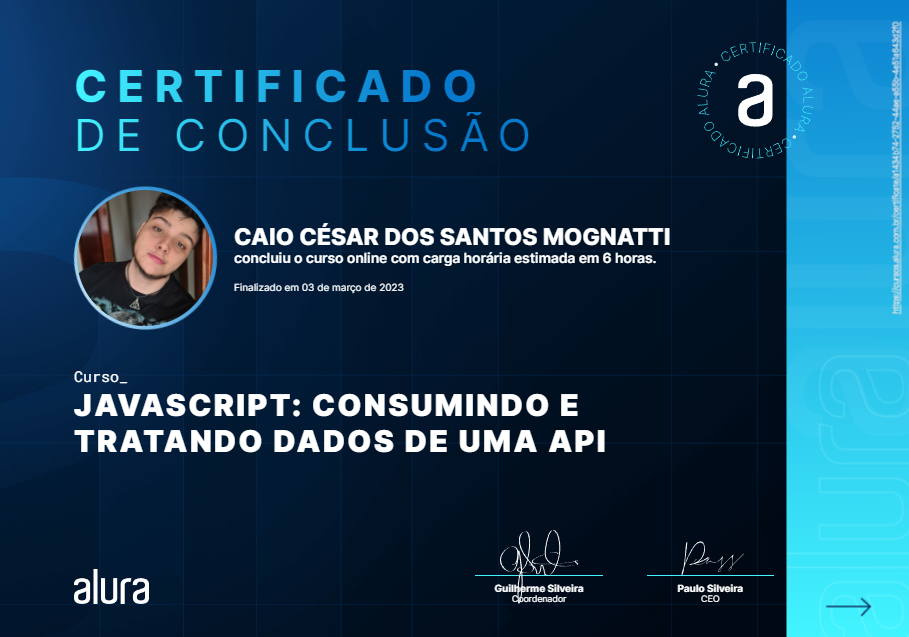 CERTIFICADO
DE CONCLUSÃO
CERTIFICADO ALURA • CERTIFICADO ALURA •
a
CAIO CÉSAR DOS SANTOS MOGNATTI
concluiu o curso online com carga horária estimada em 6 horas.
Finalizado em 03 de março de 2023
Curso_
JAVASCRIPT: CONSUMINDO E
TRATANDO DADOS DE UMA API
alura
Guilherme Silveira
Coordenador
Paulo Silveira
CEO
alura